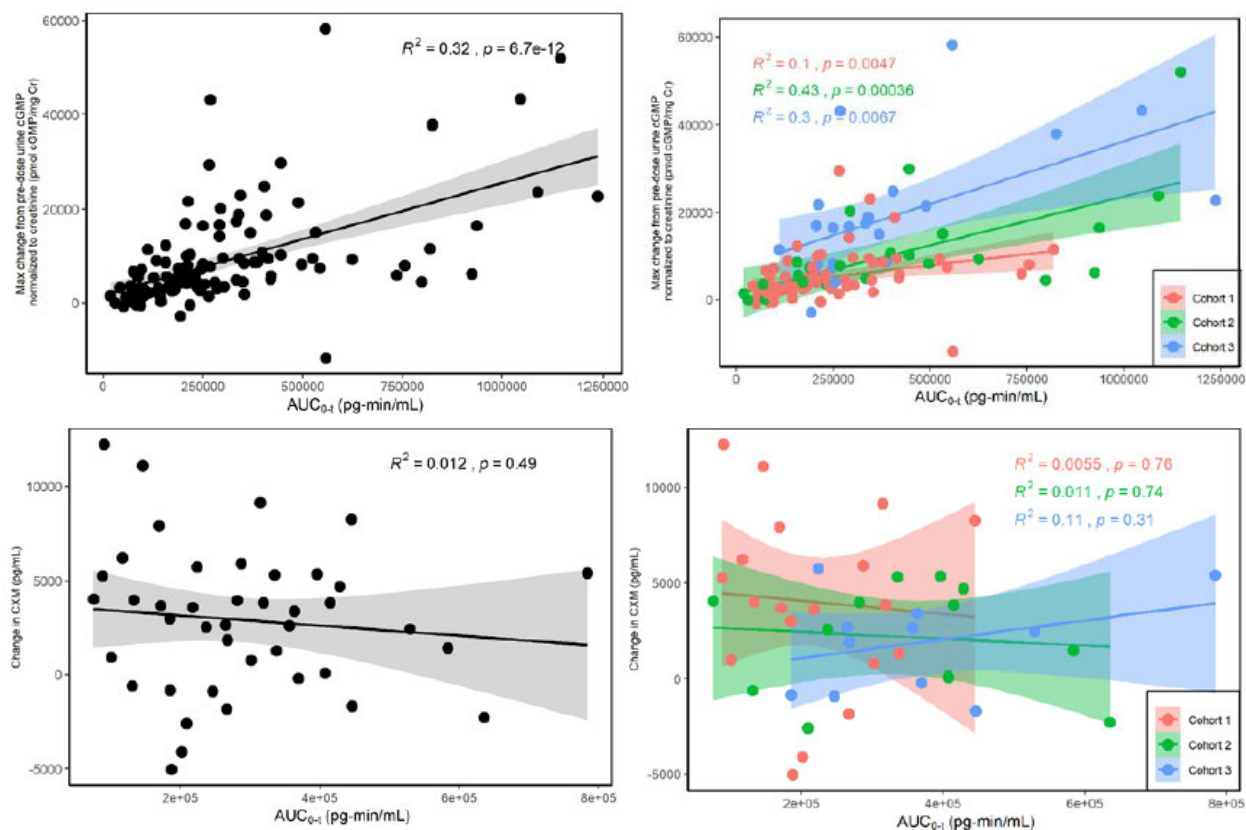 60000
40000
20000
0
Max change from pre-dose urine cGMP
normalized to creatinine (pmol cGMP/mg Cr)
R² = 0.32 , p = 6.7e-12
0
250000
500000
750000
1000000
1250000
AUC₀₋ₜ (pg-min/mL)
60000
40000
20000
0
Max change from pre-dose urine cGMP
normalized to creatinine (pmol cGMP/mg Cr)
R² = 0.1 , p = 0.0047
R² = 0.43 , p = 0.00036
R² = 0.3 , p = 0.0067
Cohort 1
Cohort 2
Cohort 3
0
250000
500000
750000
1000000
1250000
AUC₀₋ₜ (pg-min/mL)
10000
5000
0
-5000
Change in CXM (pg/mL)
R² = 0.012 , p = 0.49
2e+05
4e+05
6e+05
8e+05
AUC₀₋ₜ (pg-min/mL)
10000
5000
0
-5000
Change in CXM (pg/mL)
R² = 0.0055 , p = 0.76
R² = 0.011 , p = 0.74
R² = 0.11 , p = 0.31
Cohort 1
Cohort 2
Cohort 3
2e+05
4e+05
6e+05
8e+05
AUC₀₋ₜ (pg-min/mL)